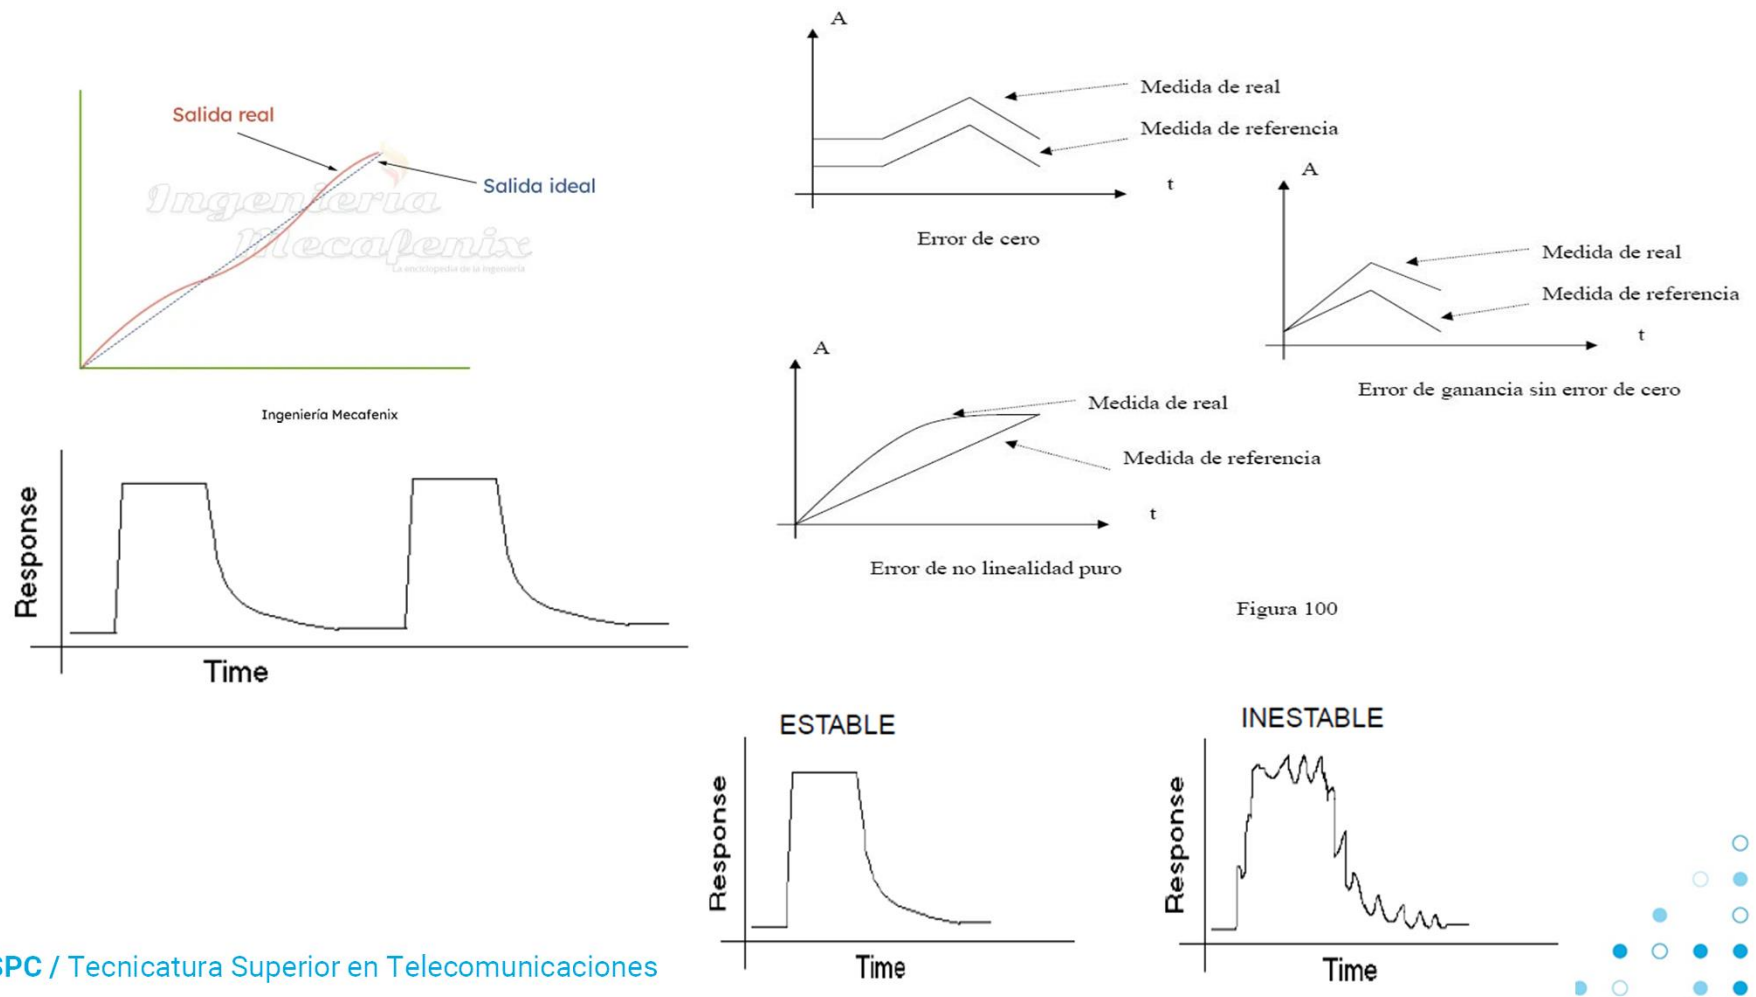 Salida real
Salida ideal
Ingeniería
Mecafenix
La enciclopedia de la ingeniería
Ingeniería Mecafenix
A
Medida de real
Medida de referencia
t
Error de cero
A
Medida de real
Medida de referencia
t
Error de ganancia sin error de cero
A
Medida de real
Medida de referencia
t
Error de no linealidad puro
Figura 100
Response
Time
ESTABLE
Response
Time
INESTABLE
Response
Time
SPC / Tecnicatura Superior en Telecomunicaciones